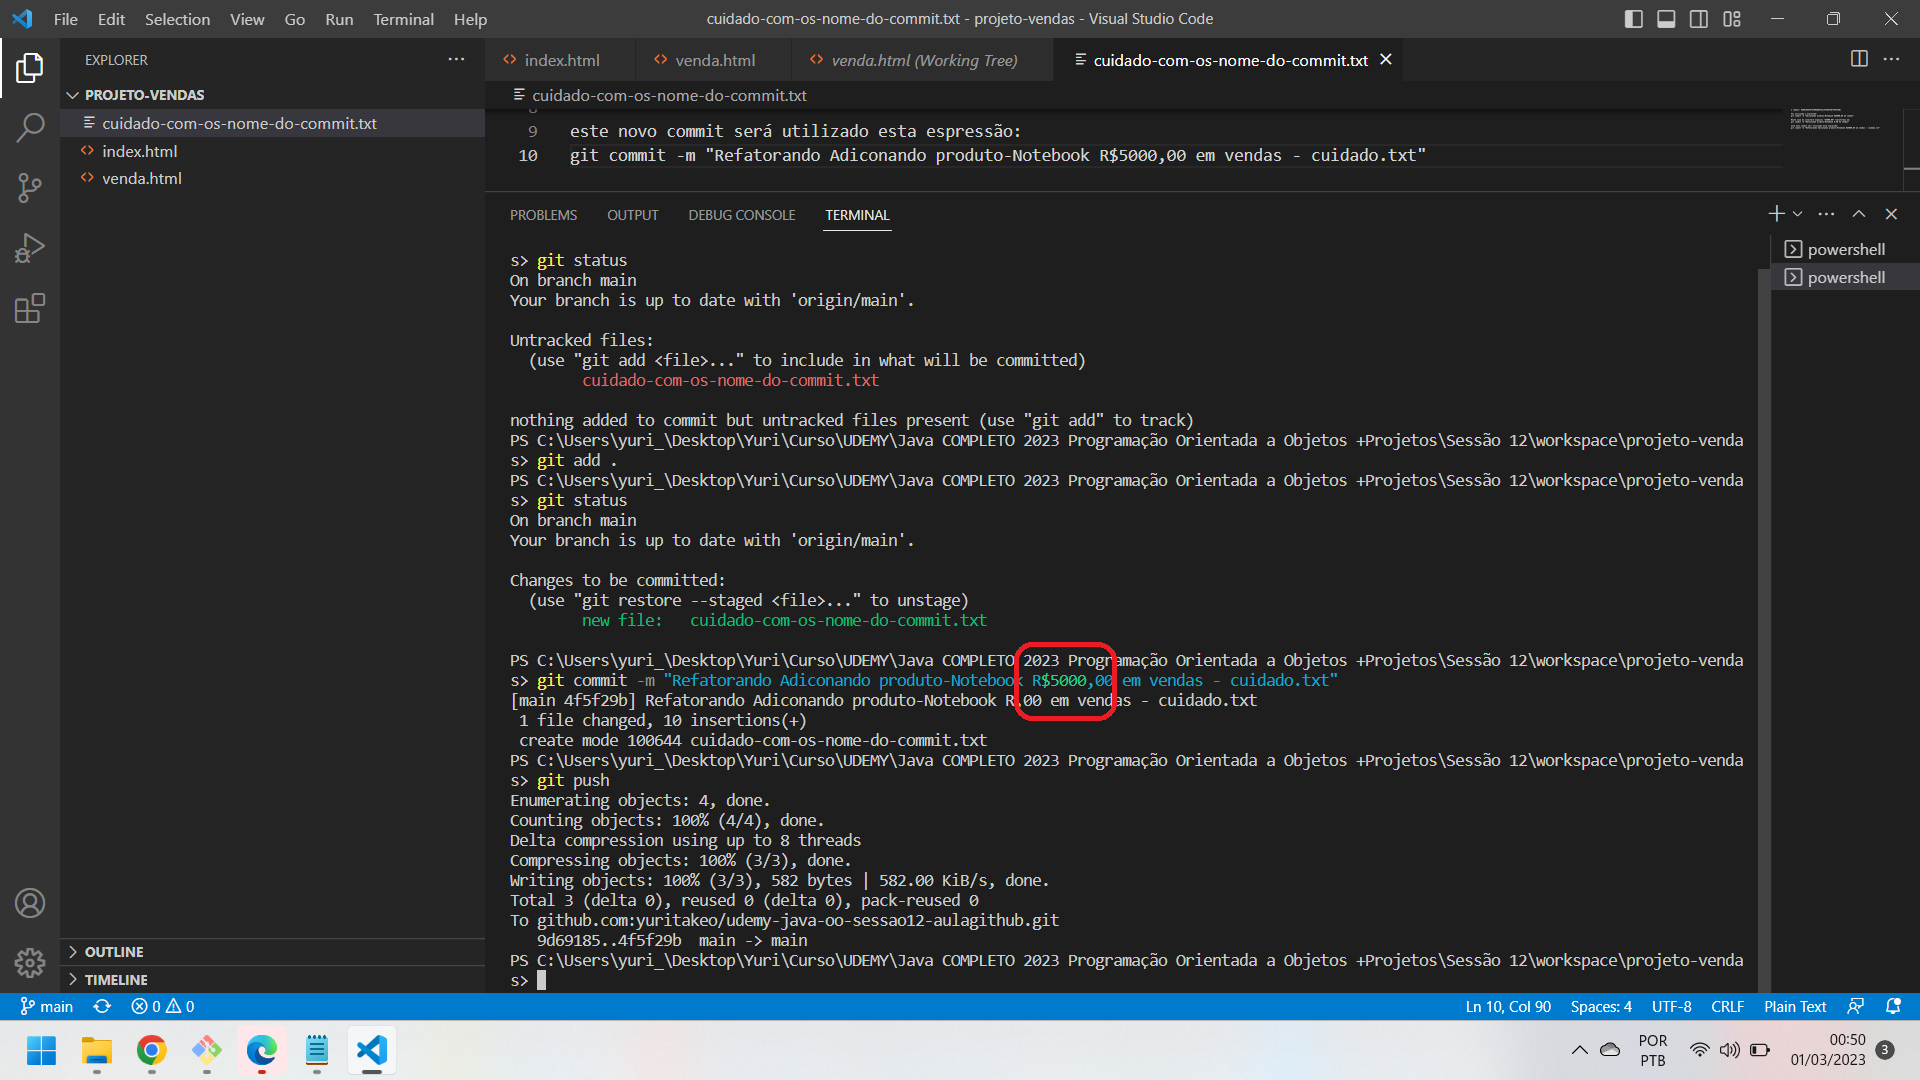 File Edit Selection View Go Run Terminal Help
cuidado-com-os-nome-do-commit.txt - projeto-vendas - Visual Studio Code
EXPLORER
PROJETO-VENDAS
cuidado-com-os-nome-do-commit.txt
index.html
venda.html
OUTLINE
TIMELINE
index.html
venda.html
venda.html (Working Tree)
cuidado-com-os-nome-do-commit.txt
cuidado-com-os-nome-do-commit.txt
9 este novo commit será utilizado esta espressão:
10 git commit -m "Refatorando Adiconando produto-Notebook R$5000,00 em vendas - cuidado.txt"
PROBLEMS OUTPUT DEBUG CONSOLE TERMINAL
powershell
powershell
s> git status
On branch main
Your branch is up to date with 'origin/main'.
Untracked files:
(use "git add <file>..." to include in what will be committed)
cuidado-com-os-nome-do-commit.txt
nothing added to commit but untracked files present (use "git add" to track)
PS C:\Users\yuri_\Desktop\Yuri\Curso\UDEMY\Java COMPLETO 2023 Programação Orientada a Objetos +Projetos\Sessão 12\workspace\projeto-venda
s> git add .
PS C:\Users\yuri_\Desktop\Yuri\Curso\UDEMY\Java COMPLETO 2023 Programação Orientada a Objetos +Projetos\Sessão 12\workspace\projeto-venda
s> git status
On branch main
Your branch is up to date with 'origin/main'.
Changes to be committed:
(use "git restore --staged <file>..." to unstage)
new file:   cuidado-com-os-nome-do-commit.txt
PS C:\Users\yuri_\Desktop\Yuri\Curso\UDEMY\Java COMPLETO 2023 Programação Orientada a Objetos +Projetos\Sessão 12\workspace\projeto-venda
s> git commit -m "Refatorando Adiconando produto-Notebook R$5000,00 em vendas - cuidado.txt"
[main 4f5f29b] Refatorando Adiconando produto-Notebook R,00 em vendas - cuidado.txt
1 file changed, 10 insertions(+)
create mode 100644 cuidado-com-os-nome-do-commit.txt
PS C:\Users\yuri_\Desktop\Yuri\Curso\UDEMY\Java COMPLETO 2023 Programação Orientada a Objetos +Projetos\Sessão 12\workspace\projeto-venda
s> git push
Enumerating objects: 4, done.
Counting objects: 100% (4/4), done.
Delta compression using up to 8 threads
Compressing objects: 100% (3/3), done.
Writing objects: 100% (3/3), 582 bytes | 582.00 KiB/s, done.
Total 3 (delta 0), reused 0 (delta 0), pack-reused 0
To github.com:yuritakeo/udemy-java-oo-sessao12-aulagithub.git
9d69185..4f5f29b  main -> main
PS C:\Users\yuri_\Desktop\Yuri\Curso\UDEMY\Java COMPLETO 2023 Programação Orientada a Objetos +Projetos\Sessão 12\workspace\projeto-venda
s>
main 0 0
Ln 10, Col 90 Spaces: 4 UTF-8 CRLF Plain Text
POR
PTB
00:50
01/03/2023
3